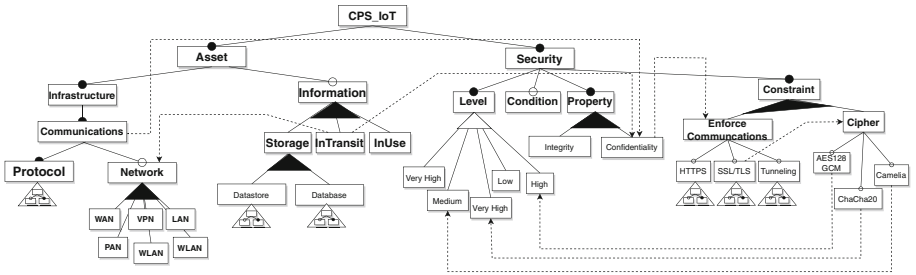 CPS_IoT
Asset
Security
Infrastructure
Information
Level
Condition
Property
Constraint
Communications
Storage
InTransit
InUse
Integrity
Confidentiality
Enforce
Communcations
Cipher
Protocol
Network
Datastore
Database
Very High
Medium
Very High
Low
High
HTTPS
SSL/TLS
Tunneling
AES128
GCM
ChaCha20
Camelia
WAN
VPN
LAN
PAN
WLAN
WLAN